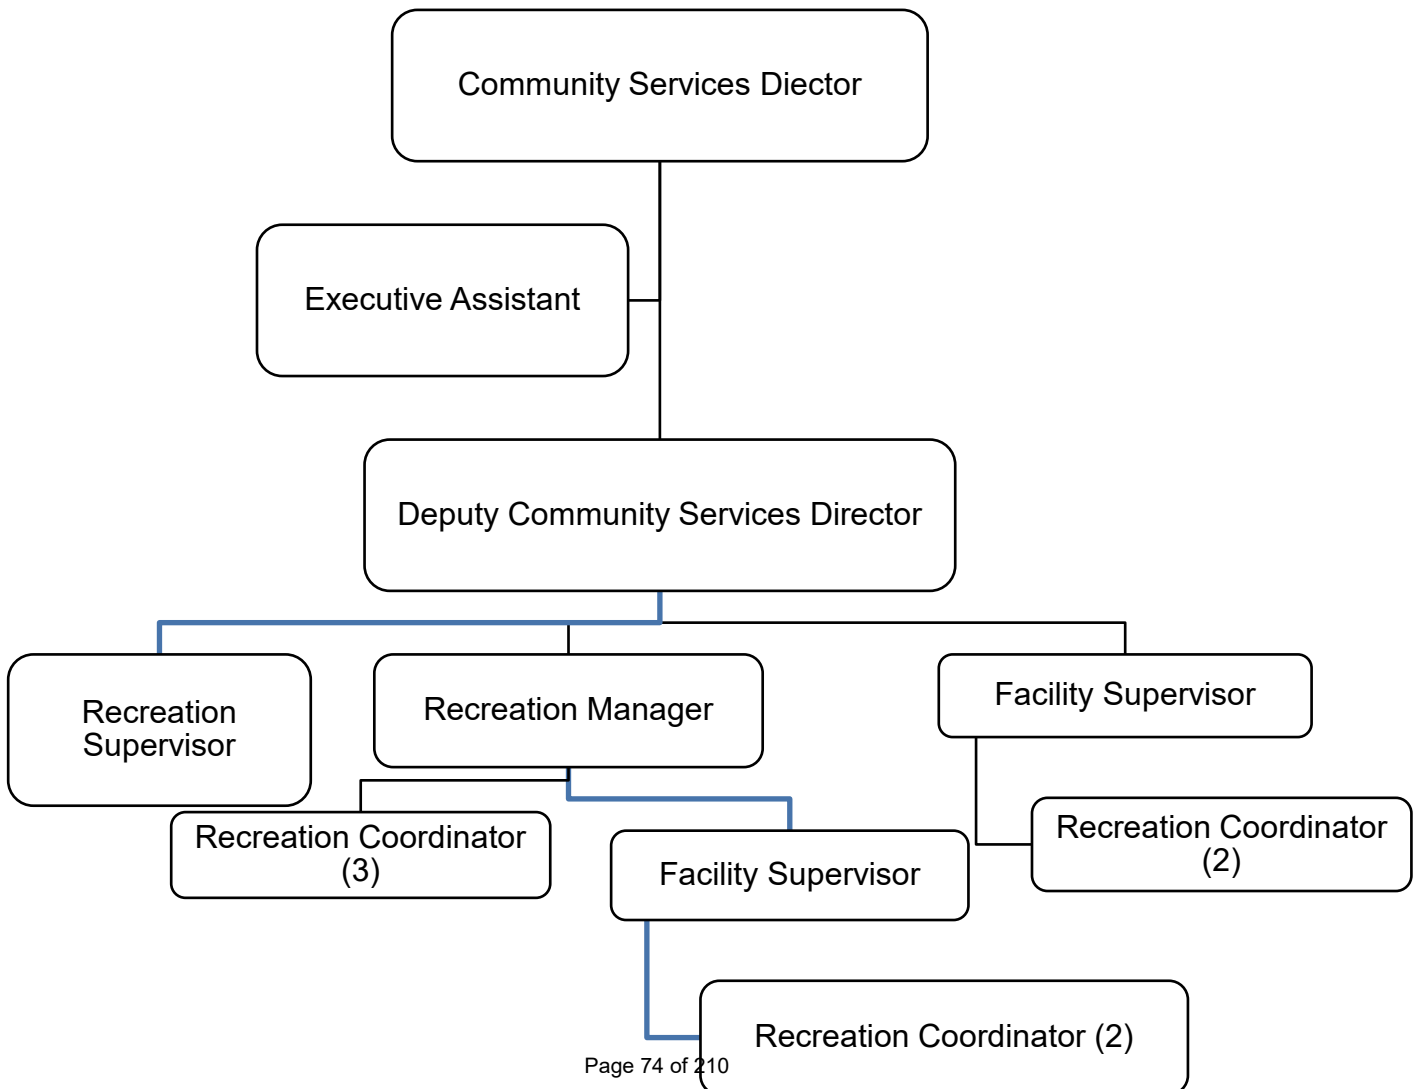 Community Services Diector
Executive Assistant
Deputy Community Services Director
Recreation
Supervisor
Recreation Manager
Facility Supervisor
Recreation Coordinator
(3)
Facility Supervisor
Recreation Coordinator
(2)
Recreation Coordinator (2)
Page 74 of 210